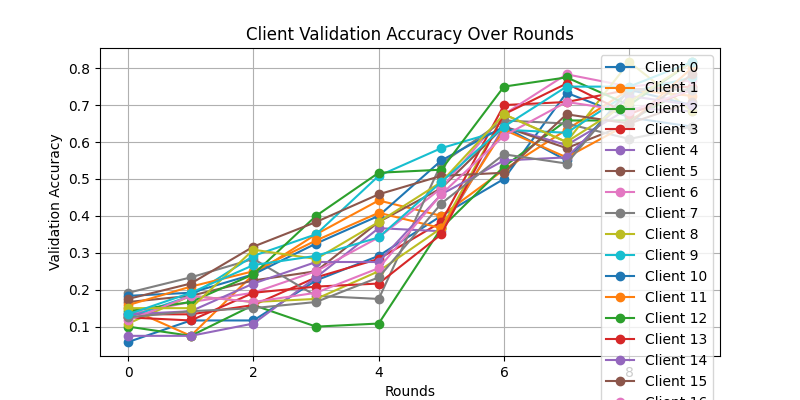 Client Validation Accuracy Over Rounds
Validation Accuracy
0.8
0.7
0.6
0.5
0.4
0.3
0.2
0.1
0
2
4
6
8
Rounds
Client 0
Client 1
Client 2
Client 3
Client 4
Client 5
Client 6
Client 7
Client 8
Client 9
Client 10
Client 11
Client 12
Client 13
Client 14
Client 15
Client 16